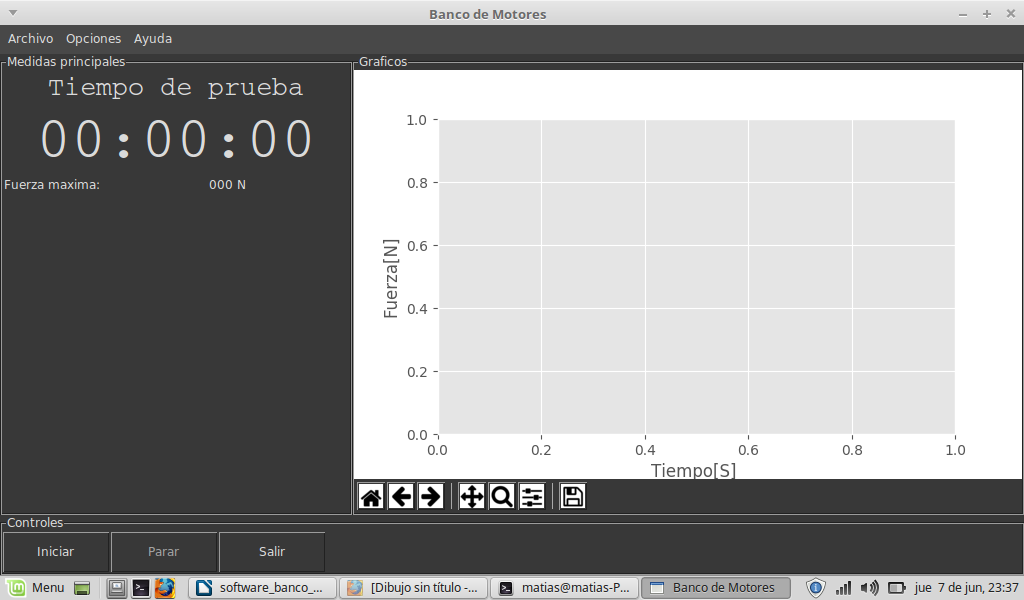 Banco de Motores
Archivo Opciones Ayuda
Medidas principales
Tiempo de prueba
00:00:00
Fuerza maxima: 000 N
Graficos
1.0
0.8
0.6
0.4
0.2
0.0
Fuerza[N]
0.0 0.2 0.4 0.6 0.8 1.0
Tiempo[S]
Controles
Iniciar Parar Salir
Menu software_banco_... [Dibujo sin título -... matias@matias-P... Banco de Motores jue 7 de jun, 23:37